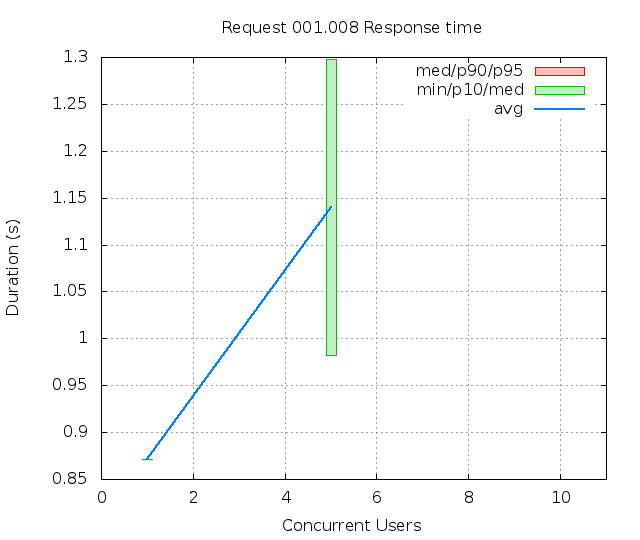 Request 001.008 Response time
med/p90/p95
min/p10/med
avg
Duration (s)
1.3
1.25
1.2
1.15
1.1
1.05
1
0.95
0.9
0.85
0 2 4 6 8 10
Concurrent Users